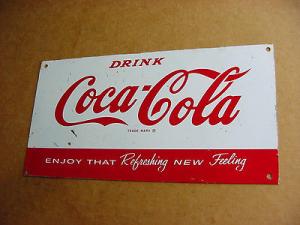 DRINK
Coca-Cola
TRADE MARK ®
ENJOY THAT Refreshing NEW Feeling